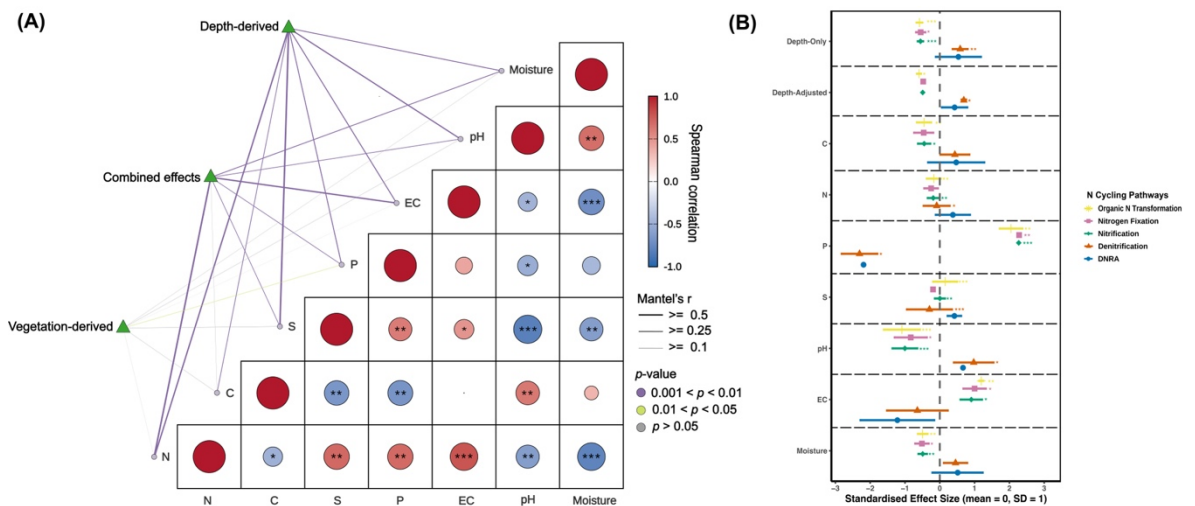 (A)
Depth-derived
Combined effects
Vegetation-derived
Moisture
pH
**
EC
*
***
P
*
S
**
*
***
**
C
**
**
**
N
*
**
**
***
**
***
N
C
S
P
EC
pH
Moisture
1.0
0.5
0.0
-0.5
-1.0
Spearman correlation
Mantel's r
>= 0.5
>= 0.25
>= 0.1
p-value
0.001 < p < 0.01
0.01 < p < 0.05
p > 0.05
(B)
Depth-Only
Depth-Adjusted
C
N
P
S
pH
EC
Moisture
-3 -2 -1 0 1 2 3
Standardised Effect Size (mean = 0, SD = 1)
N Cycling Pathways
Organic N Transformation
Nitrogen Fixation
Nitrification
Denitrification
DNRA